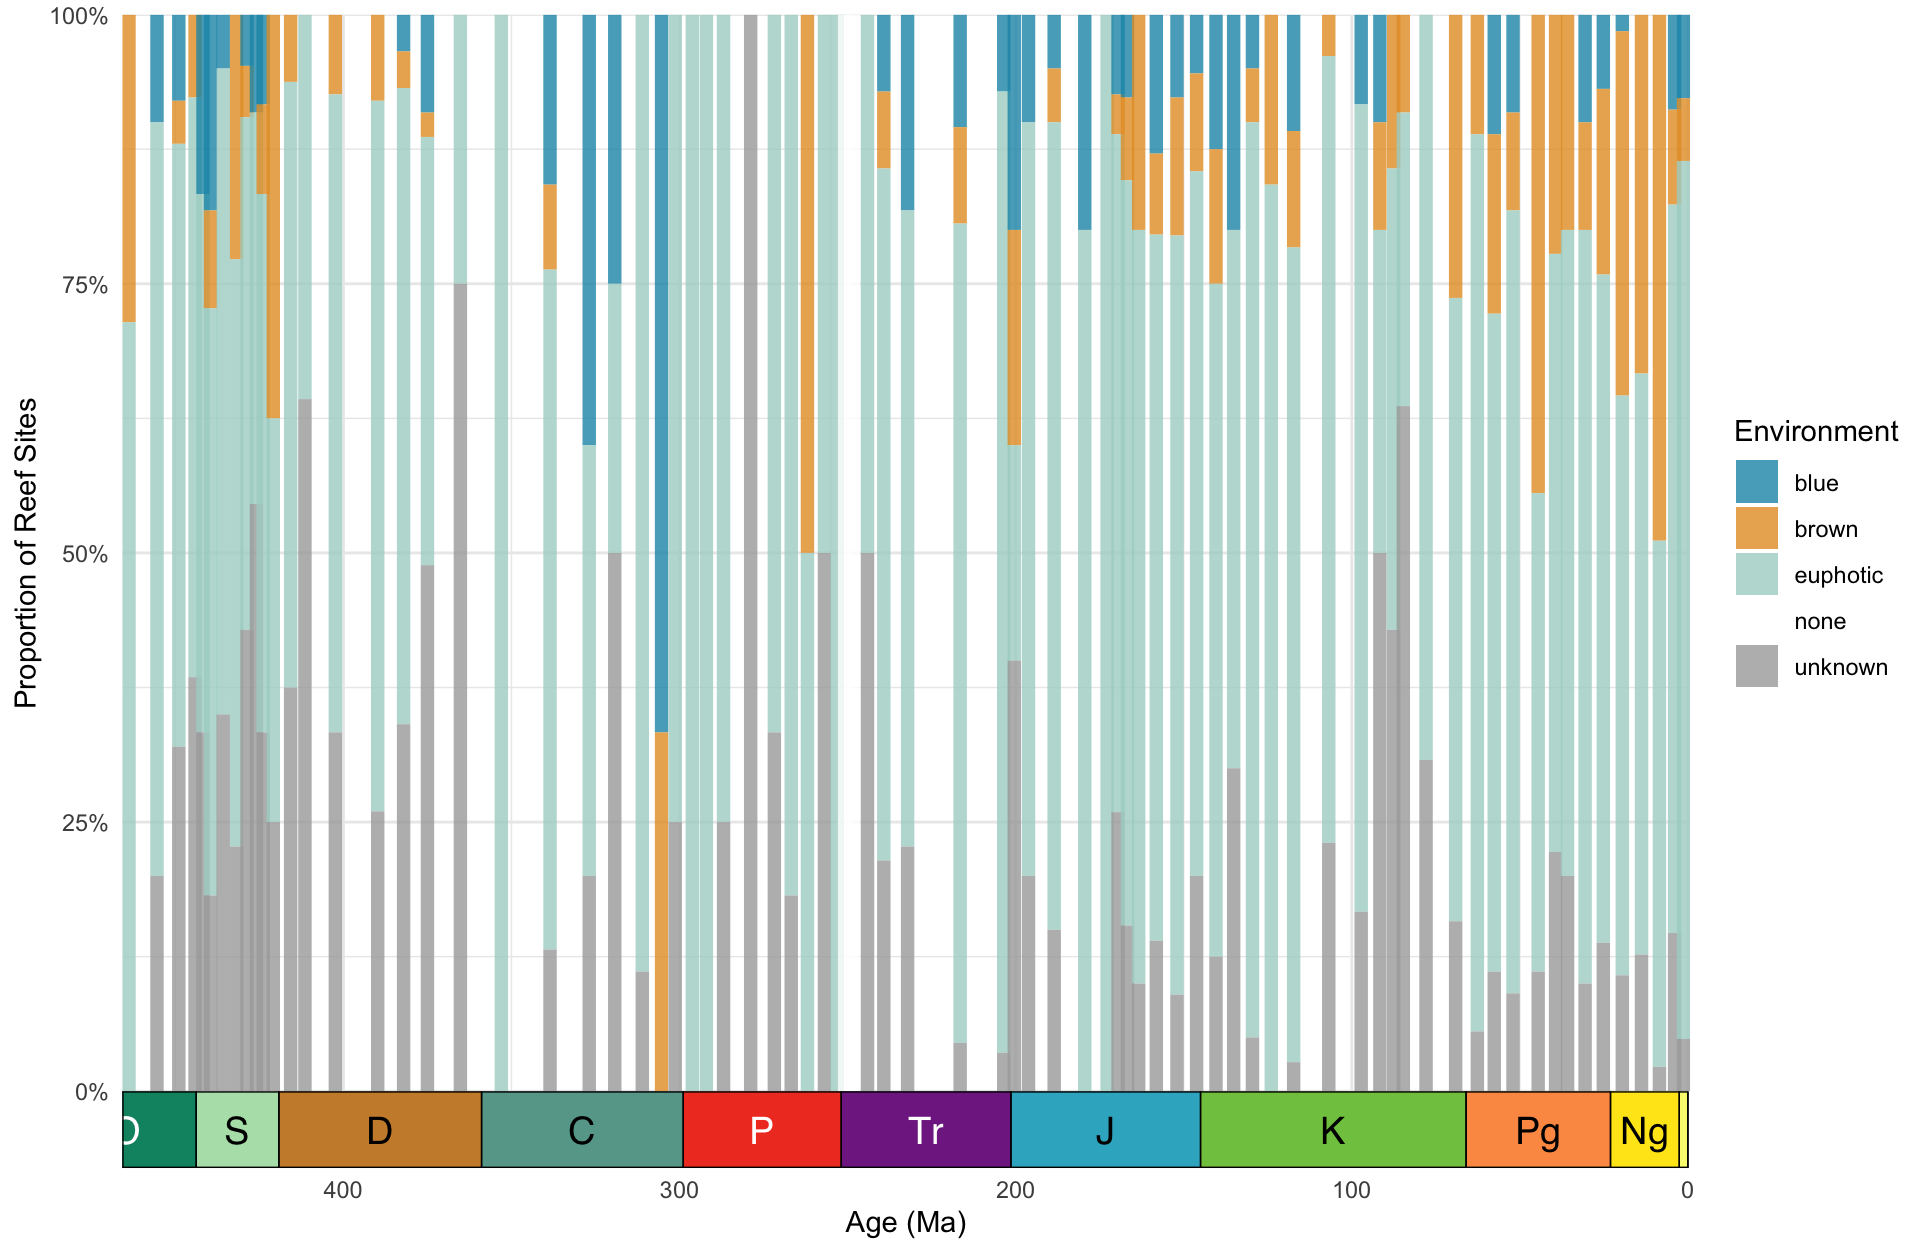 100%
75%
50%
25%
0%
Proportion of Reef Sites
O S D C P Tr J K Pg Ng
400 300 200 100 0
Age (Ma)
Environment
blue
brown
euphotic
none
unknown